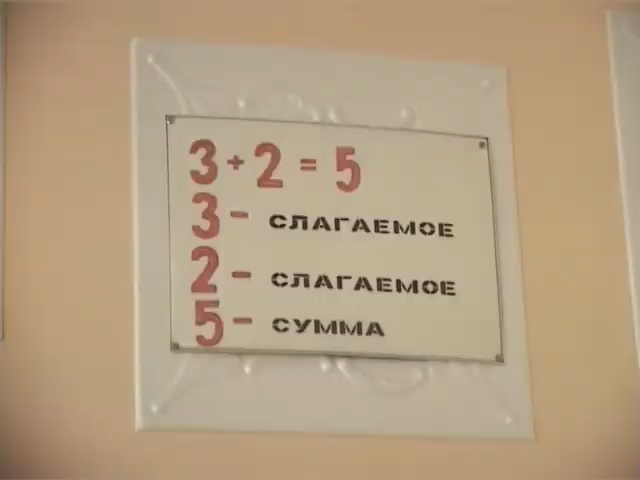 3 + 2 = 5
3 - СЛАГАЕМОЕ
2 - СЛАГАЕМОЕ
5 - СУММА